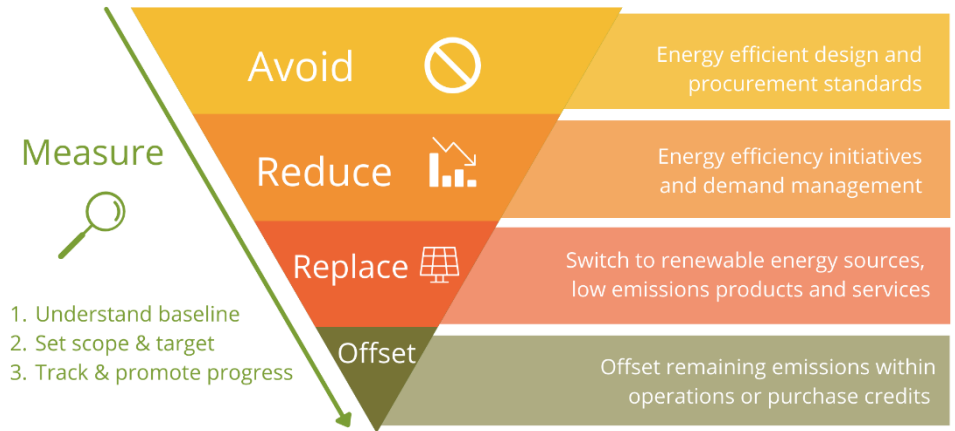 Measure
1. Understand baseline
2. Set scope & target
3. Track & promote progress
Avoid
Energy efficient design and
procurement standards
Reduce
Energy efficiency initiatives
and demand management
Replace
Switch to renewable energy sources,
low emissions products and services
Offset
Offset remaining emissions within
operations or purchase credits